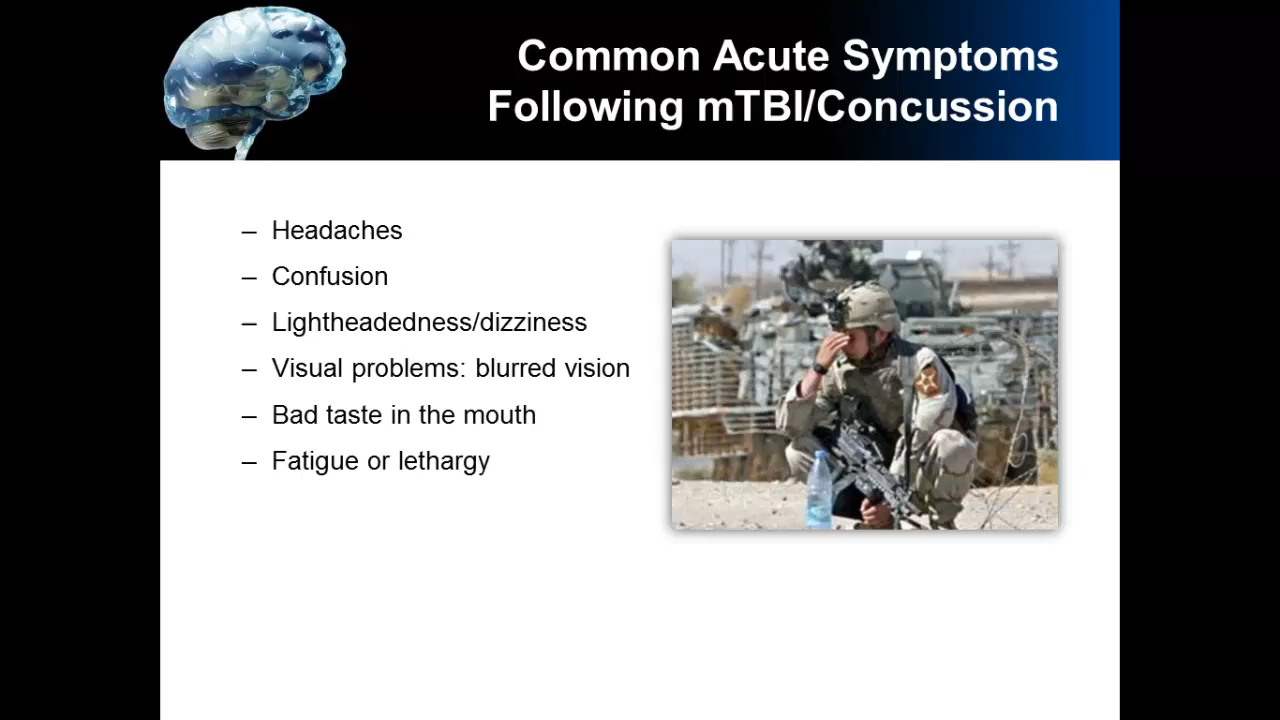 Common Acute Symptoms
Following mTBI/Concussion
– Headaches
– Confusion
– Lightheadedness/dizziness
– Visual problems: blurred vision
– Bad taste in the mouth
– Fatigue or lethargy